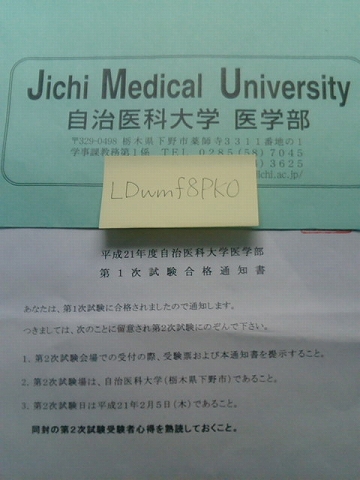 Jichi Medical University
自治医科大学 医学部
〒329-0498 栃木県下野市薬師寺3311番地の1
学事課教務第1係 TEL 0285(58)7045
3625
LDwmf8PK0
平成21年度自治医科大学医学部
第1次試験合格通知書
あなたは、第1次試験に合格されましたので通知します。
つきましては、次のことに留意され第2次試験にのぞんで下さい。
1. 第2次試験会場での受付の際、受験票および本通知書を提示すること。
2. 第2次試験場は、自治医科大学(栃木県下野市)であること。
3. 第2次試験日は平成21年2月5日(木)であること。
同封の第2次試験受験者心得を熟読しておくこと。